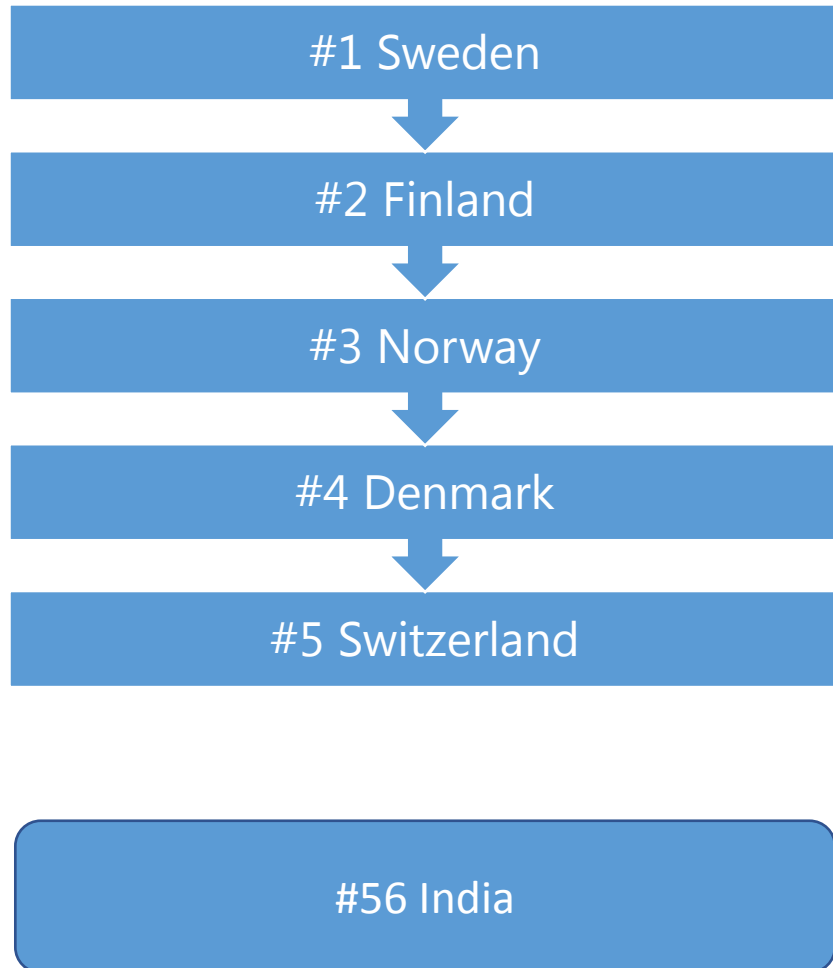 #1 Sweden
#2 Finland
#3 Norway
#4 Denmark
#5 Switzerland
#56 India